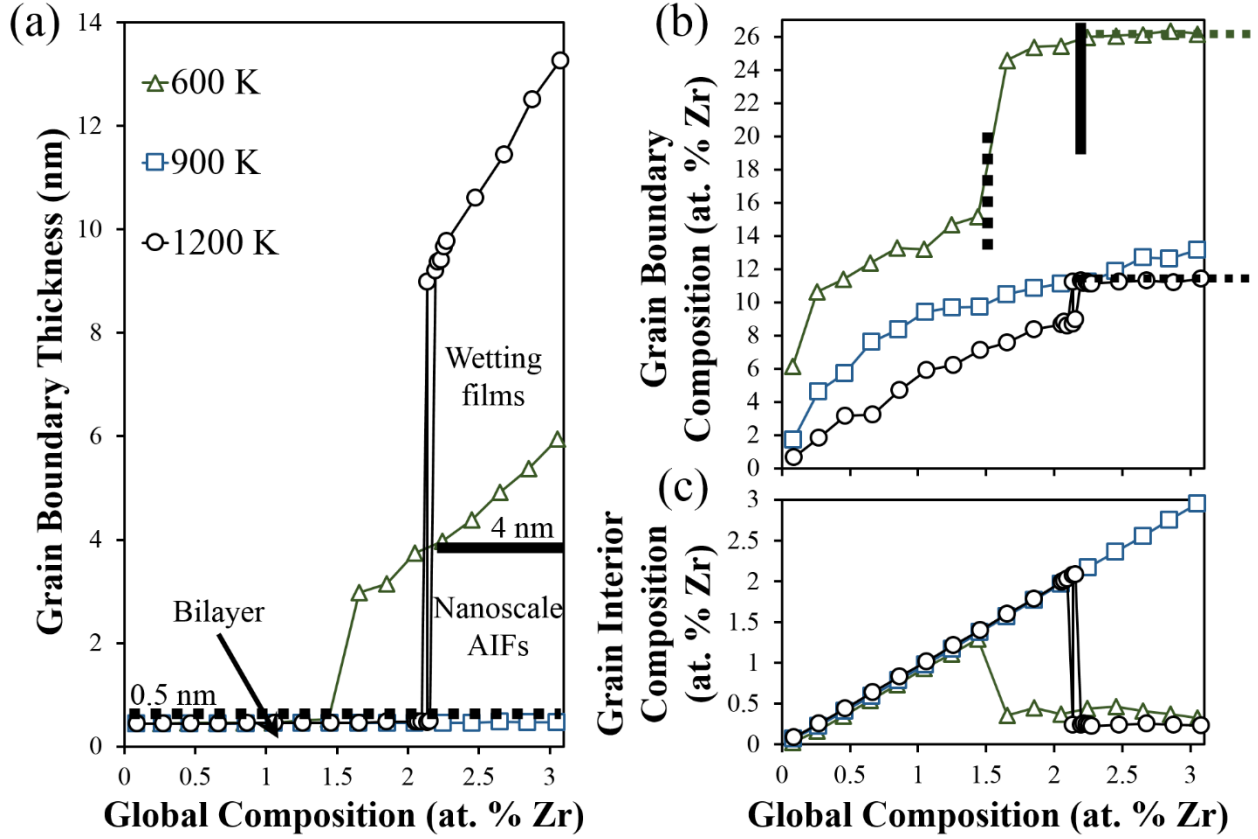 (a)
14
12
10
8
6
4
2
0
Grain Boundary Thickness (nm)
600 K
900 K
1200 K
Wetting
films
4 nm
Nanoscale
AIFs
Bilayer
0.5 nm
0 0.5 1 1.5 2 2.5 3
Global Composition (at. % Zr)
(b)
26
24
22
20
18
16
14
12
10
8
6
4
2
0
Grain Boundary
Composition (at. % Zr)
(c)
3
2.5
2
1.5
1
0.5
0
Grain Interior
Composition
(at. % Zr)
0 0.5 1 1.5 2 2.5 3
Global Composition (at. % Zr)